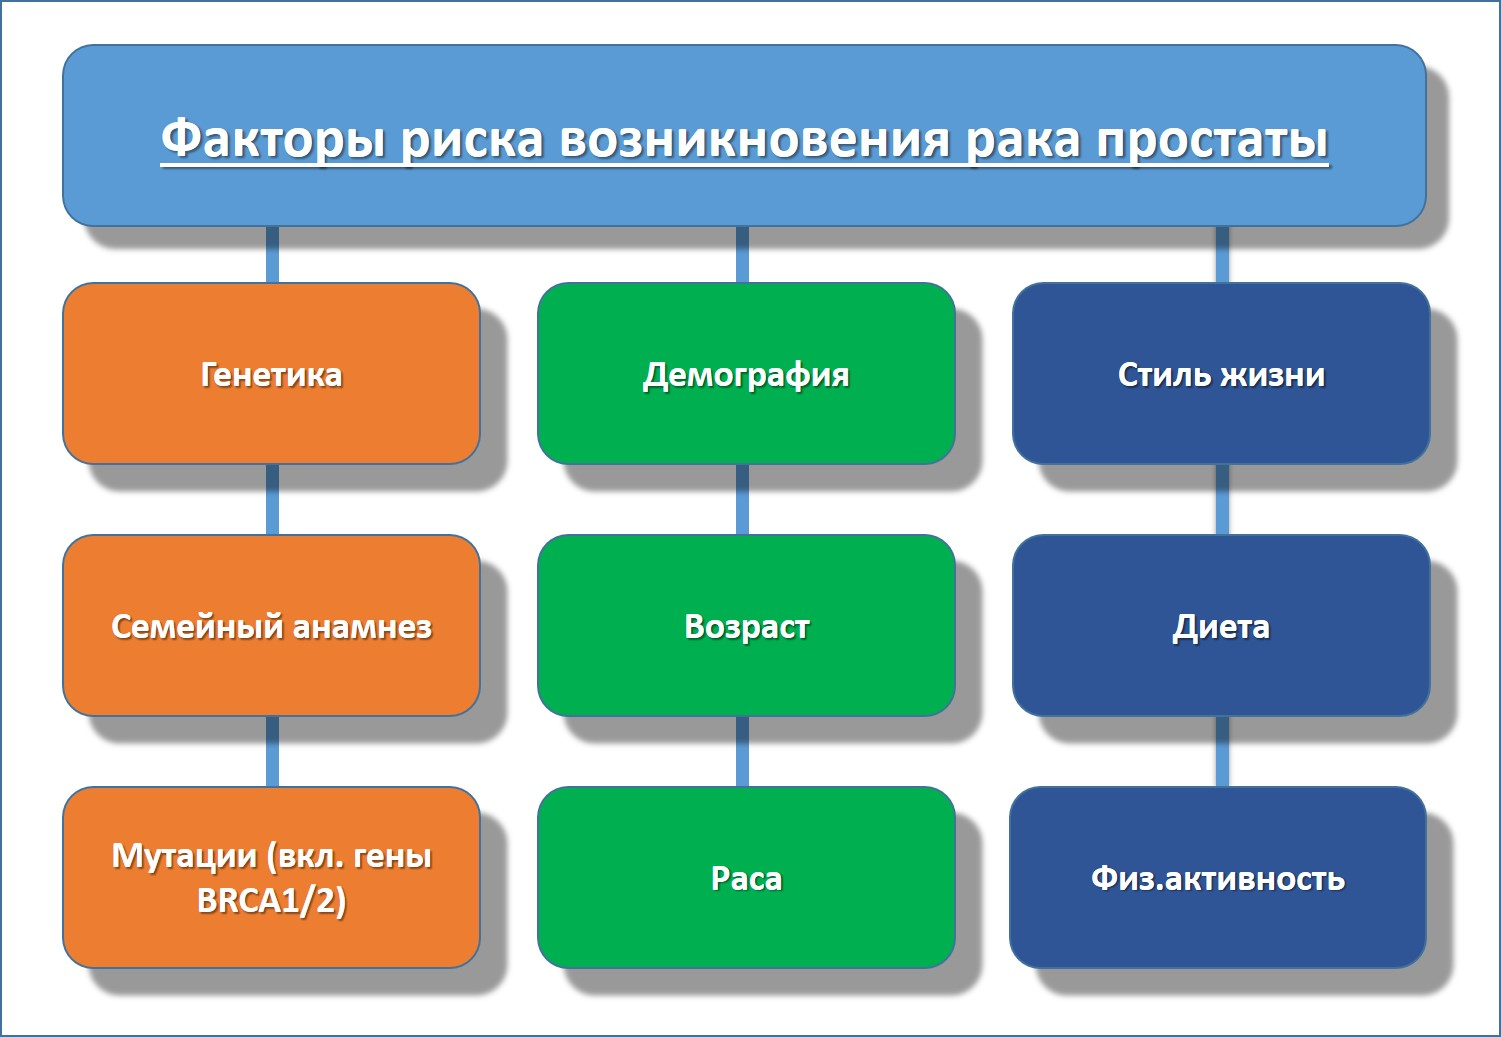 Факторы риска возникновения рака простаты
Генетика
Демография
Стиль жизни
Семейный анамнез
Возраст
Диета
Мутации (вкл. гены
BRCA1/2)
Раса
Физ.активность